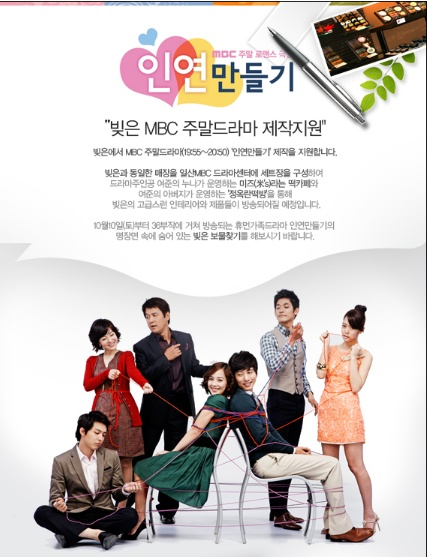 MBC 주말 로맨스 극장
인연만들기
"빚은 MBC 주말드라마 제작지원"
빚은에서 MBC 주말드라마(19:55~20:50) '인연만들기' 제작을 지원합니다.
빚은과 동일한 매장을 일산MBC 드라마센터에 세트장을 구성하여
드라마주인공 여준의 누나가 운영하는 미즈(米's)라는 떡카페와
여준의 아버지가 운영하는 '정옥란떡방'을 통해
빚은의 고급스런 인테리어와 제품들이 방송되어질 예정입니다.
10월10일(토)부터 36부작에 거쳐 방송되는 휴먼가족드라마 인연만들기의
명장면 속에 숨어 있는 빚은 보물찾기를 해보시기 바랍니다.